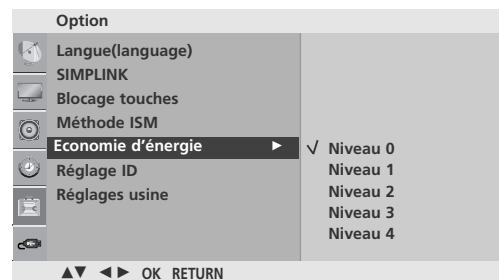 Option
Langue(language)
SIMPLINK
Blocage touches
Méthode ISM
Economie d'énergie ►
Réglage ID
Réglages usine
√ Niveau 0
Niveau 1
Niveau 2
Niveau 3
Niveau 4
▲▼ ◄► OK RETURN